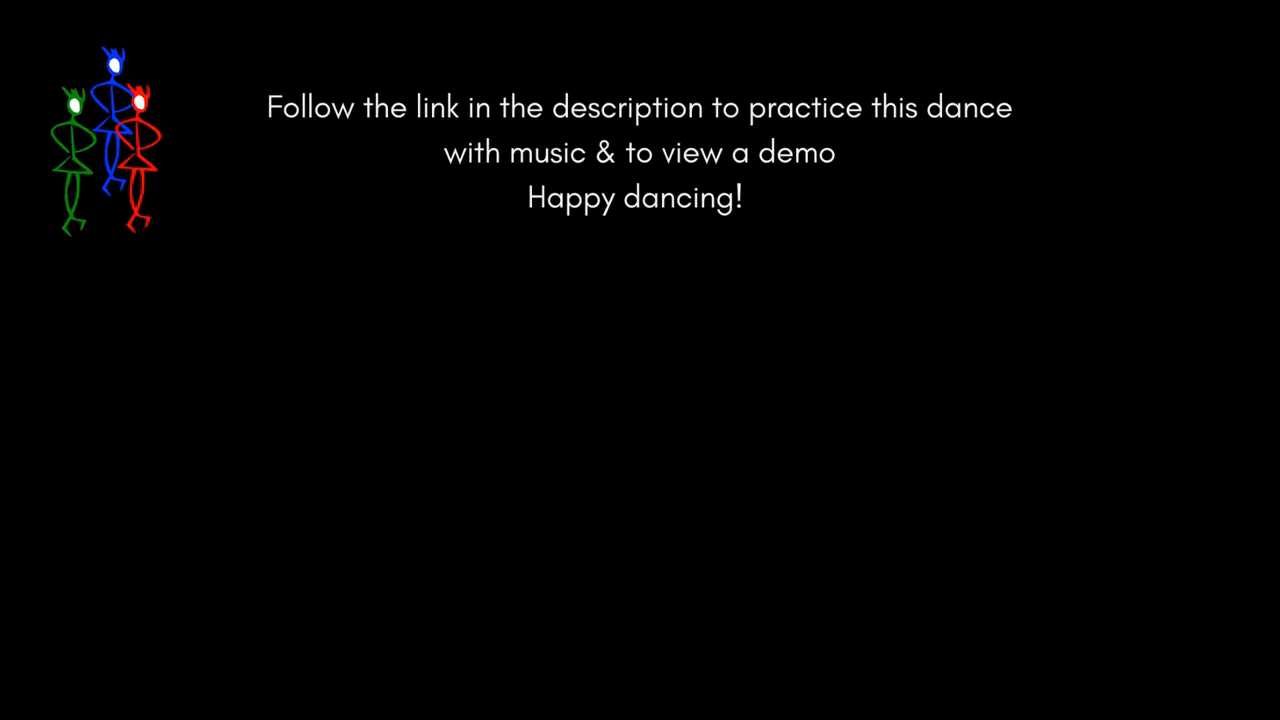 Follow the link in the description to practice this dance
with music & to view a demo
Happy dancing!